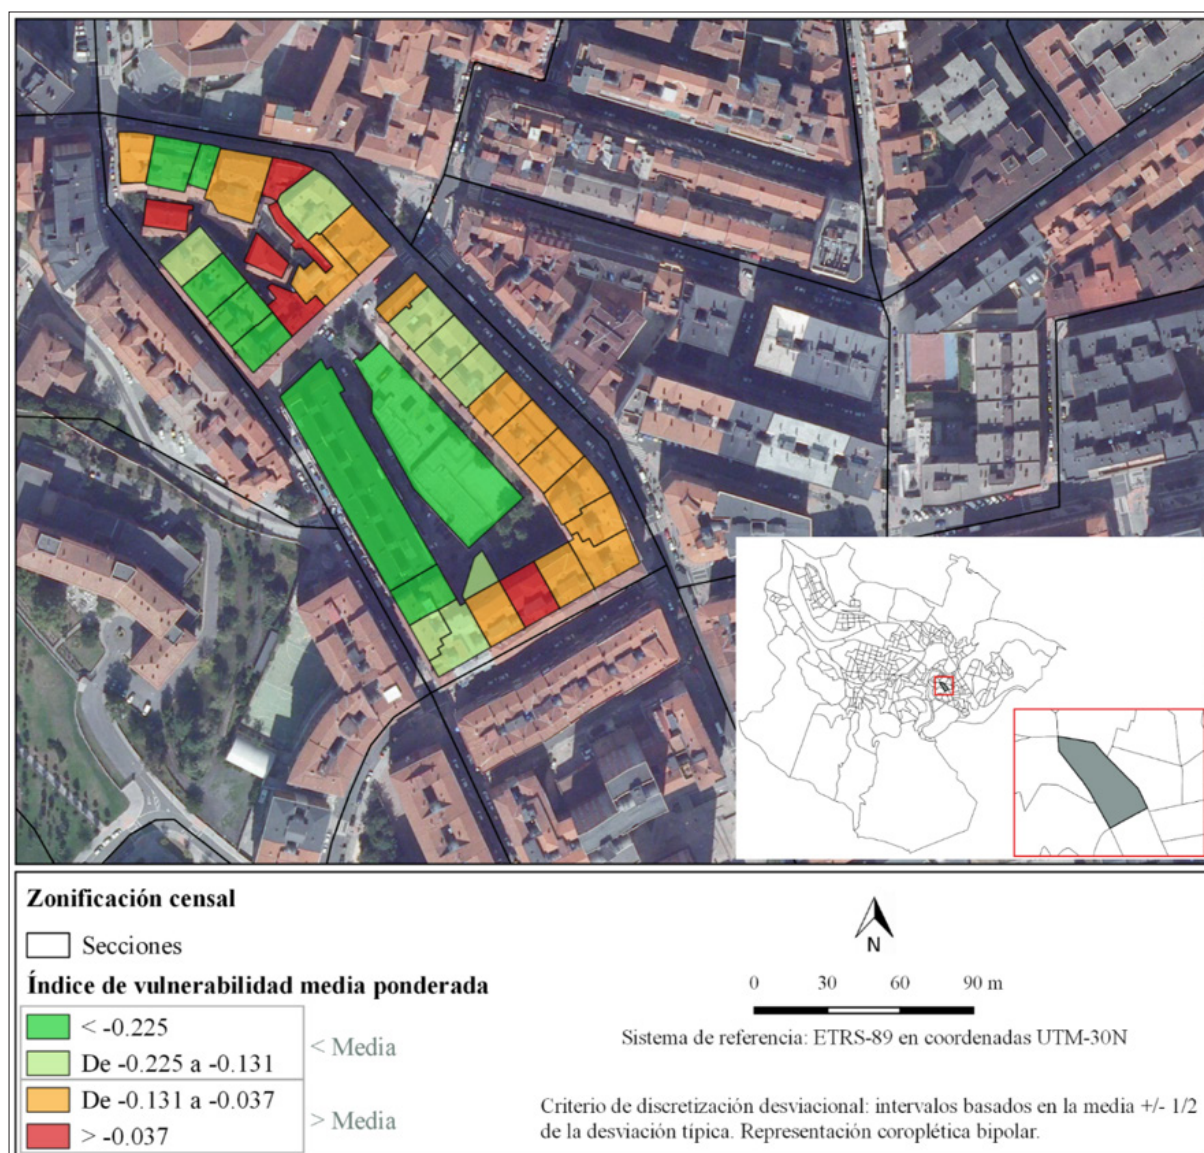 Zonificación censal
Secciones
Índice de vulnerabilidad media ponderada
< -0.225
De -0.225 a -0.131
< Media
De -0.131 a -0.037
> -0.037
> Media
N
0 30 60 90 m
Sistema de referencia: ETRS-89 en coordenadas UTM-30N
Criterio de discretización desviacional: intervalos basados en la media +/- 1/2
de la desviación típica. Representación coroplética bipolar.